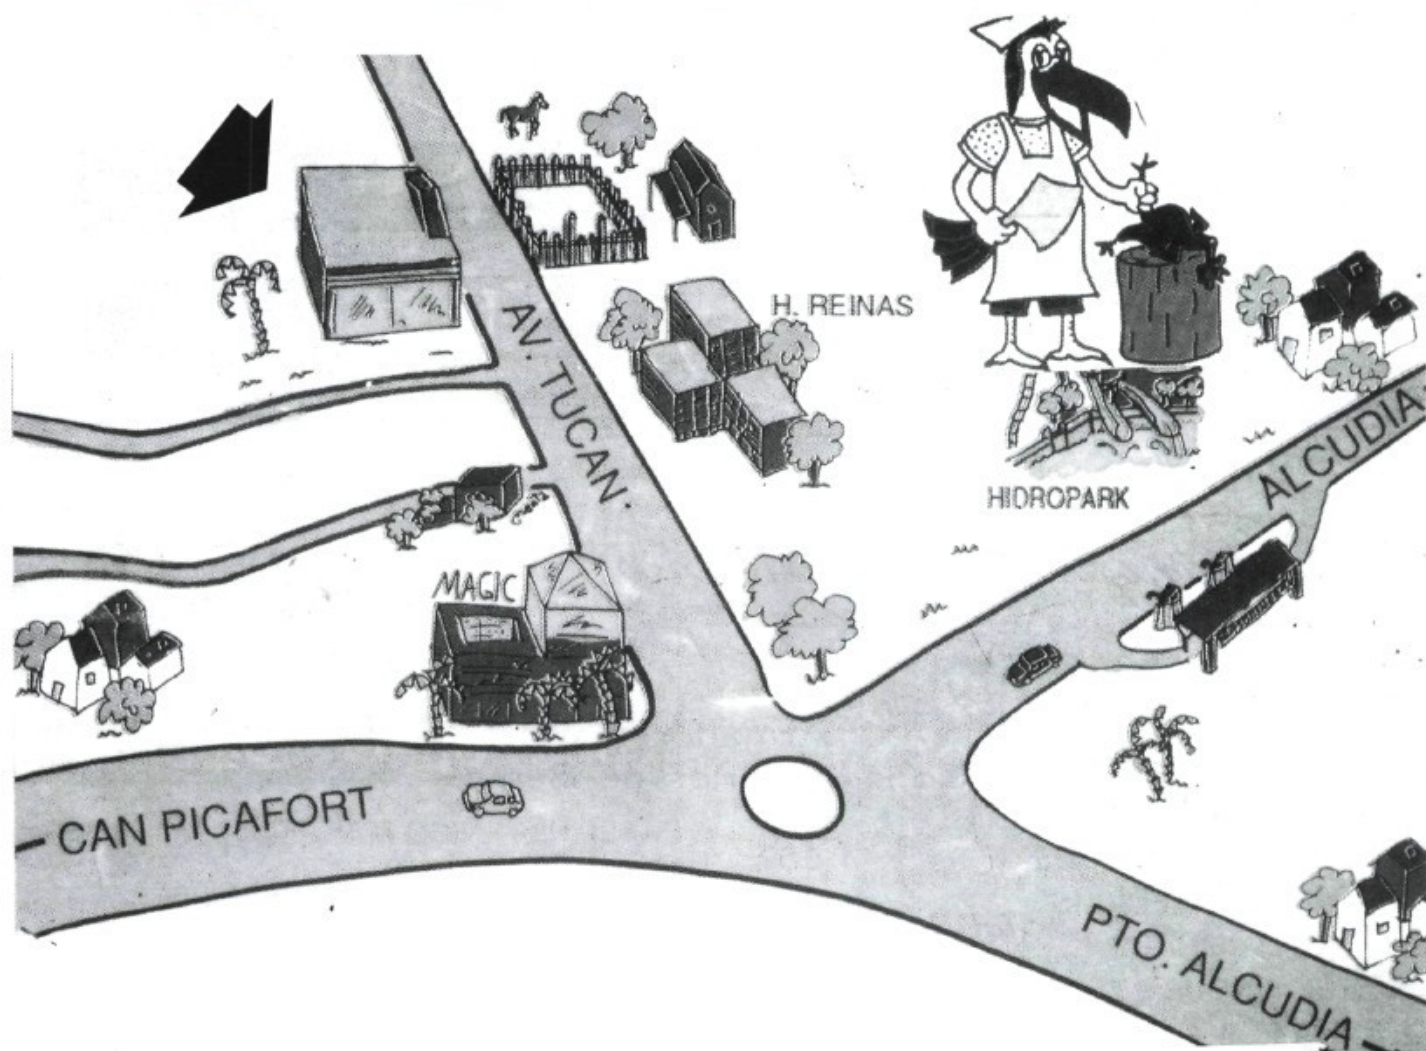 H. REINAS
AV. TUCAN
ALCUDIA
HIDROPARK
MAGIC
CAN PICAFORT
PTO. ALCUDIA